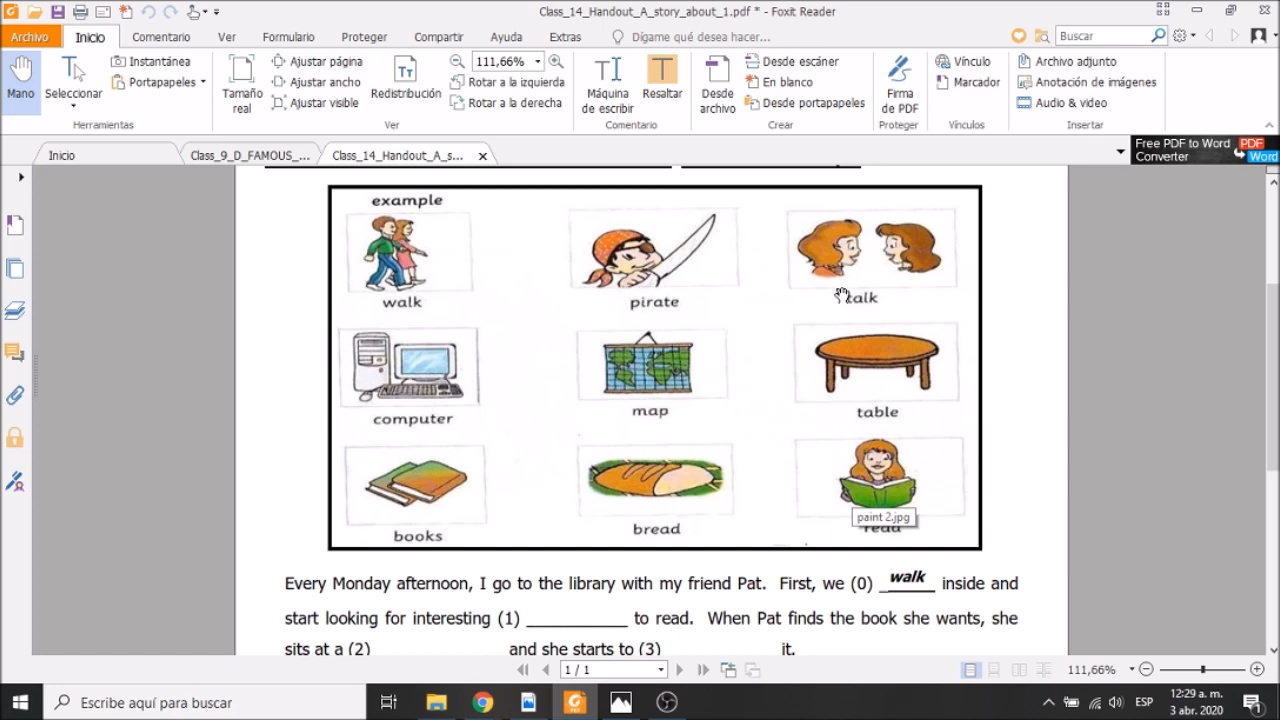 Class_14_Handout_A_story_about_1.pdf * - Foxit Reader
Archivo Inicio Comentario Ver Formulario Proteger Compartir Ayuda Extras Dígame qué desea hacer... Buscar
Mano
Seleccionar
Instantánea
Portapapeles
Herramientas
Tamaño real
Ajustar página
Ajustar ancho
Ajustar visible
Redistribución
111,66%
Rotar a la izquierda
Rotar a la derecha
Ver
Máquina de escribir
Resaltar
Comentario
Desde archivo
Desde escáner
En blanco
Desde portapapeles
Crear
Firma de PDF
Proteger
Vínculo
Marcador
Vínculos
Archivo adjunto
Anotación de imágenes
Audio & video
Insertar
Inicio Class_9_D_FAMOUS_... Class_14_Handout_A_s...
Free PDF to Word Converter
PDF
Word
example
walk pirate talk
computer map table
books bread read
paint 2.jpg
Every Monday afternoon, I go to the library with my friend Pat. First, we (0) _walk_ inside and
start looking for interesting (1) ____________ to read. When Pat finds the book she wants, she
sits at a (2) ________________ and she starts to (3) ______________ it.
1 / 1
111,66%
Escribe aquí para buscar
ESP
12:29 a. m.
3 abr. 2020
1